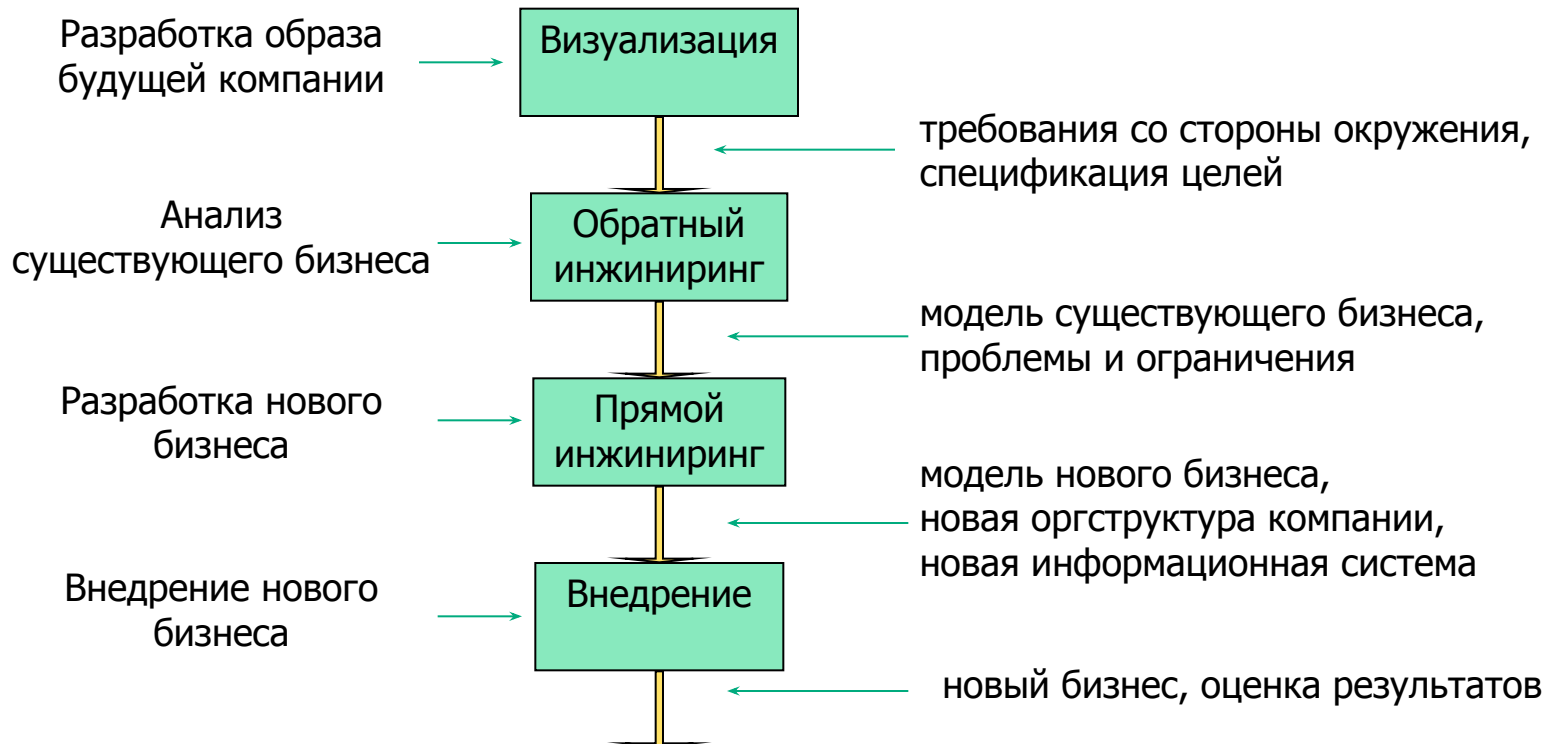 Разработка образа
будущей компании
Визуализация
требования со стороны окружения,
спецификация целей
Анализ
существующего бизнеса
Обратный
инжиниринг
модель существующего бизнеса,
проблемы и ограничения
Разработка нового
бизнеса
Прямой
инжиниринг
модель нового бизнеса,
новая оргструктура компании,
новая информационная система
Внедрение нового
бизнеса
Внедрение
новый бизнес, оценка результатов